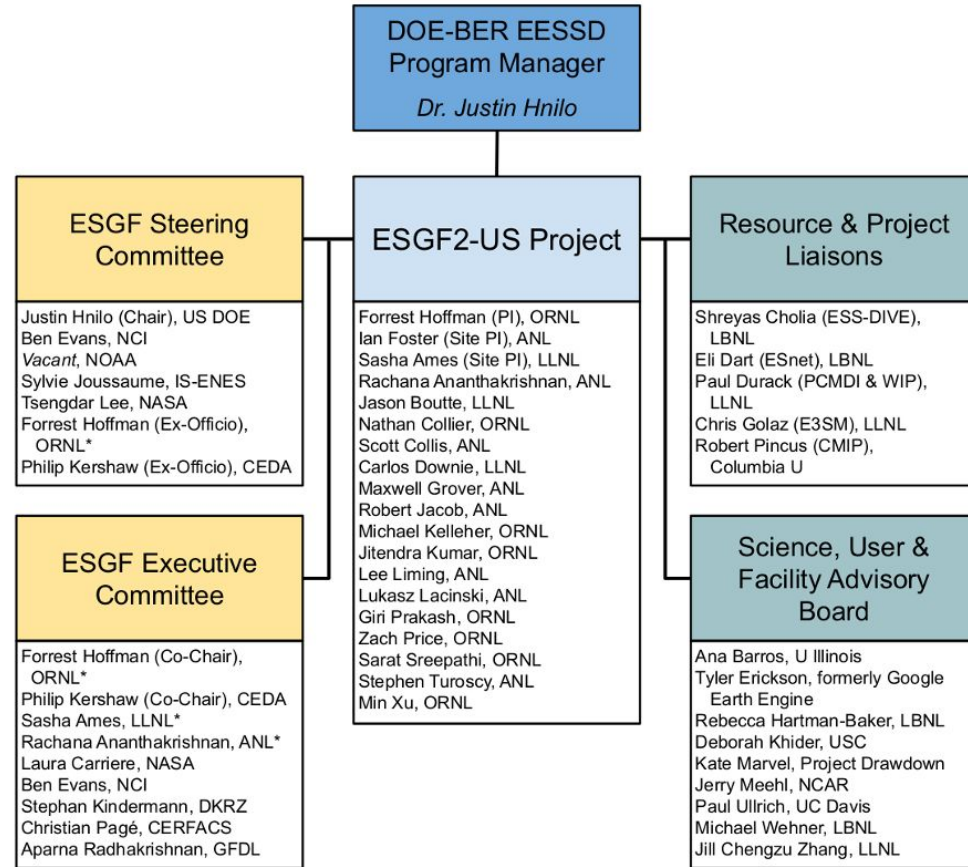 DOE-BER EESSD
Program Manager
Dr. Justin Hnilo
ESGF Steering
Committee
Justin Hnilo (Chair), US DOE
Ben Evans, NCI
Vacant, NOAA
Sylvie Joussaume, IS-ENES
Tsengdar Lee, NASA
Forrest Hoffman (Ex-Officio),
ORNL*
Philip Kershaw (Ex-Officio), CEDA
ESGF Executive
Committee
Forrest Hoffman (Co-Chair),
ORNL*
Philip Kershaw (Co-Chair), CEDA
Sasha Ames, LLNL*
Rachana Ananthakrishnan, ANL*
Laura Carriere, NASA
Ben Evans, NCI
Stephan Kindermann, DKRZ
Christian Pagé, CERFACS
Aparna Radhakrishnan, GFDL
ESGF2-US Project
Forrest Hoffman (PI), ORNL
Ian Foster (Site PI), ANL
Sasha Ames (Site PI), LLNL
Rachana Ananthakrishnan, ANL
Jason Boutte, LLNL
Nathan Collier, ORNL
Scott Collis, ANL
Carlos Downie, LLNL
Maxwell Grover, ANL
Robert Jacob, ANL
Michael Kelleher, ORNL
Jitendra Kumar, ORNL
Lee Liming, ANL
Lukasz Lacinski, ANL
Giri Prakash, ORNL
Zach Price, ORNL
Sarat Sreepathi, ORNL
Stephen Turoscy, ANL
Min Xu, ORNL
Resource & Project
Liaisons
Shreyas Cholia (ESS-DIVE),
LBNL
Eli Dart (ESnet), LBNL
Paul Durack (PCMDI & WIP),
LLNL
Chris Golaz (E3SM), LLNL
Robert Pincus (CMIP),
Columbia U
Science, User &
Facility Advisory
Board
Ana Barros, U Illinois
Tyler Erickson, formerly Google
Earth Engine
Rebecca Hartman-Baker, LBNL
Deborah Khider, USC
Kate Marvel, Project Drawdown
Jerry Meehl, NCAR
Paul Ullrich, UC Davis
Michael Wehner, LBNL
Jill Chengzu Zhang, LLNL